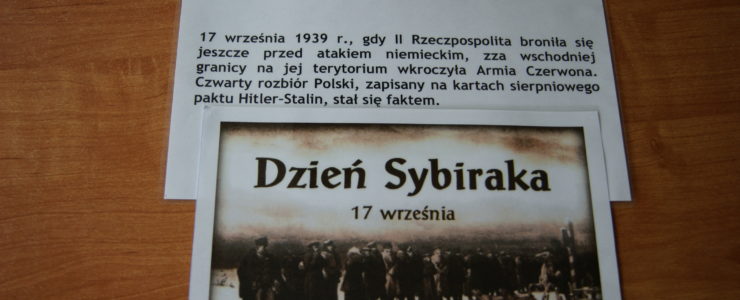 17 września 1939 r., gdy II Rzeczpospolita broniła się
jeszcze przed atakiem niemieckim, zza wschodniej
granicy na jej terytorium wkroczyła Armia Czerwona.
Czwarty rozbiór Polski, zapisany na kartach sierpniowego
paktu Hitler-Stalin, stał się faktem.
Dzień Sybiraka
17 września